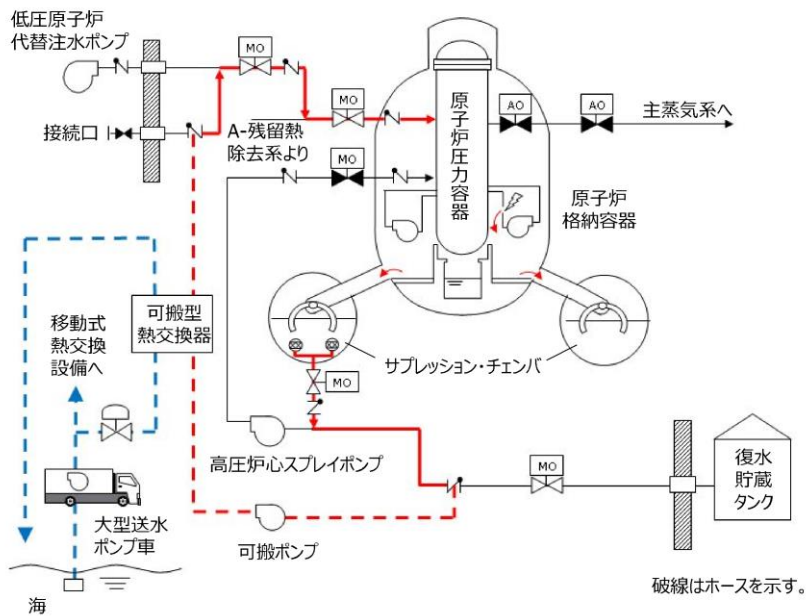 低圧原子炉
代替注水ポンプ
MO
接続口
MO
A-残留熱
除去系より
MO
原子炉圧力容器
AO
AO
主蒸気系へ
原子炉
格納容器
可搬型
熱交換器
移動式
熱交換
設備へ
サプレッション・チェンバ
MO
高圧炉心スプレイポンプ
MO
復水
貯蔵
タンク
大型送水
ポンプ車
可搬ポンプ
海
破線はホースを示す。